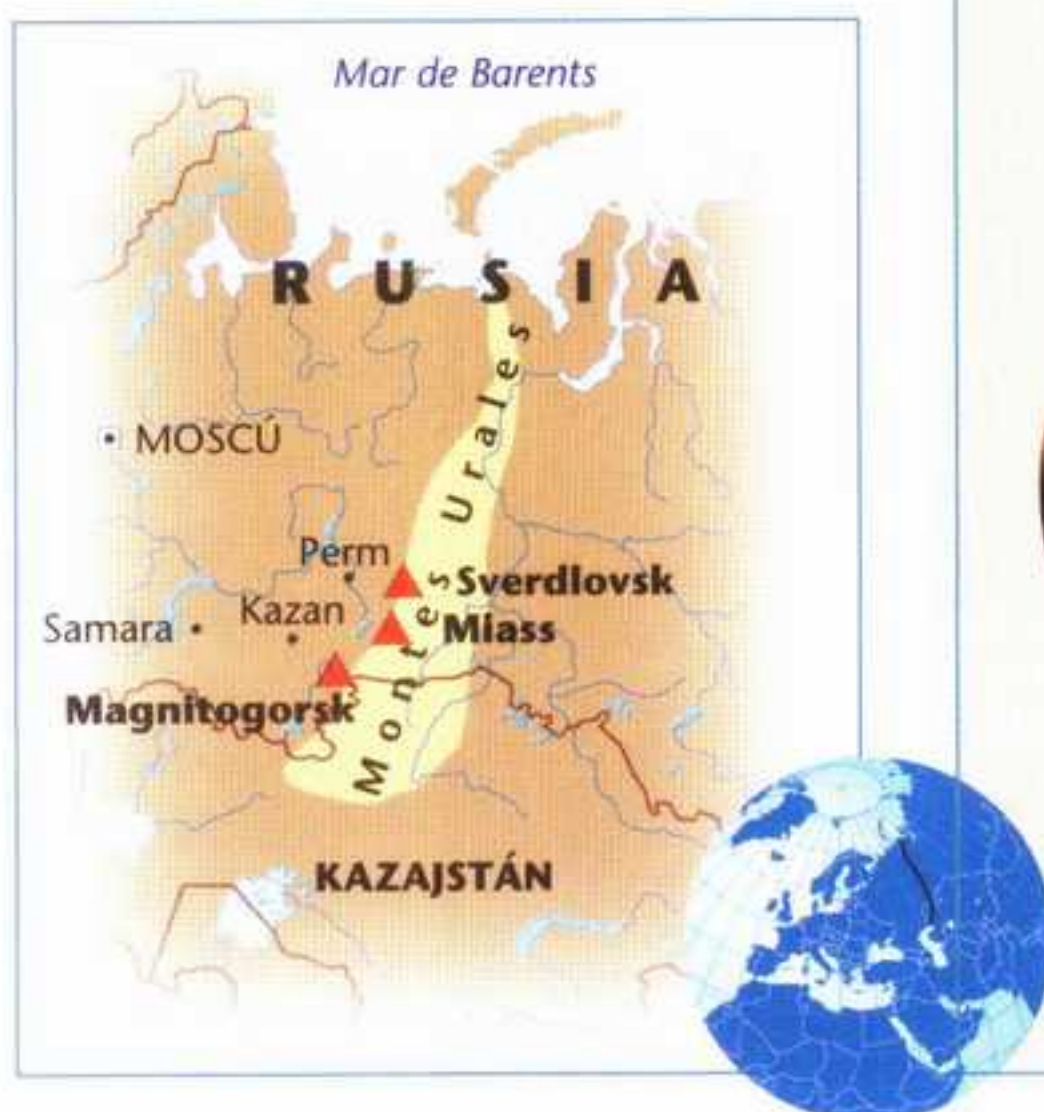 Mar de Barents
RUSIA
Montes Urales
MOSCÚ
Perm
Sverdlovsk
Kazan
Samara
Miass
Magnitogorsk
KAZAJSTÁN